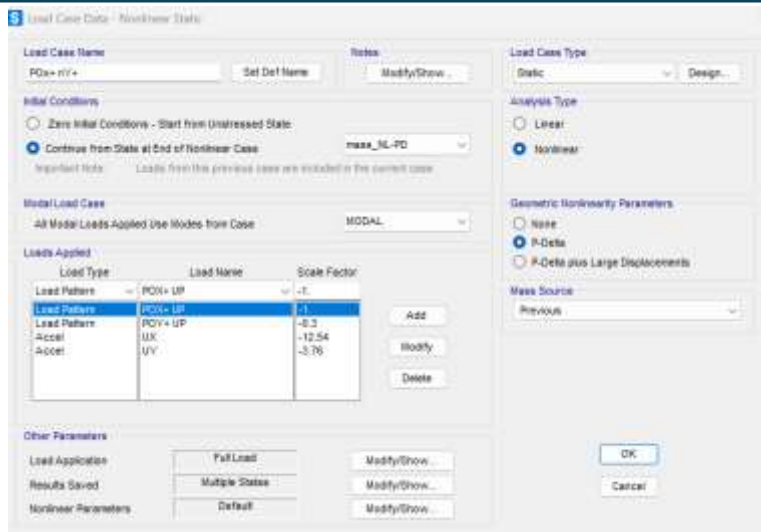 S Load Case Data - Nonlinear Static
Load Case Name
Set Def Name
Notes
Modify/Show...
Load Case Type
Static
Design...
Initial Conditions
Zero Initial Conditions - Start from Unstressed State
Continue from State at End of Nonlinear Case
mass_NL-PD
Important Note: Loads from this previous case are included in the current case
Analysis Type
Linear
Nonlinear
Modal Load Case
All Modal Loads Applied Use Modes from Case
MODAL
Geometric Nonlinearity Parameters
None
P-Delta
P-Delta plus Large Displacements
Loads Applied
Load Type Load Name Scale Factor
Load Pattern POX+ UP -1.
Load Pattern POX+ UP -1.
Load Pattern POY+ UP -0.3
Accel UX -12.54
Accel UY -3.76
Add
Modify
Delete
Mass Source
Previous
Other Parameters
Load Application Full Load Modify/Show...
Results Saved Multiple States Modify/Show...
Nonlinear Parameters Default Modify/Show...
OK
Cancel